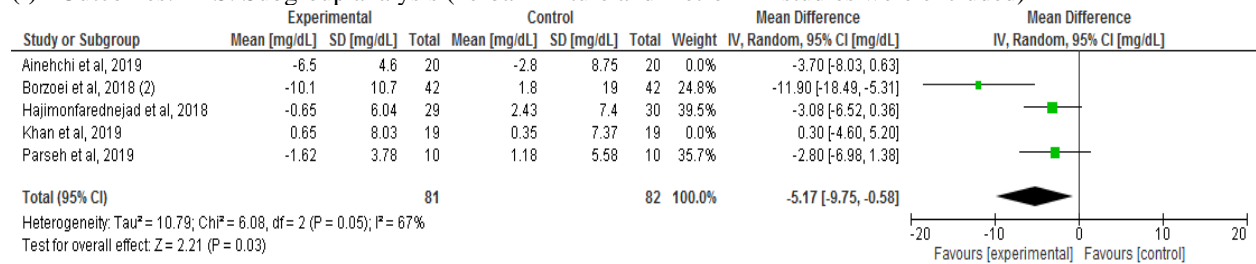 Experimental Control Mean Difference Mean Difference
Study or Subgroup Mean [mg/dL] SD [mg/dL] Total Mean [mg/dL] SD [mg/dL] Total Weight IV, Random, 95% CI [mg/dL] IV, Random, 95% CI [mg/dL]
Ainehchi et al, 2019 -6.5 4.6 20 -2.8 8.75 20 0.0% -3.70 [-8.03, 0.63]
Borzoei et al, 2018 (2) -10.1 10.7 42 1.8 19 42 24.8% -11.90 [-18.49, -5.31]
Hajimonfarednejad et al, 2018 -0.65 6.04 29 2.43 7.4 30 39.5% -3.08 [-6.52, 0.36]
Khan et al, 2019 0.65 8.03 19 0.35 7.37 19 0.0% 0.30 [-4.60, 5.20]
Parseh et al, 2019 -1.62 3.78 10 1.18 5.58 10 35.7% -2.80 [-6.98, 1.38]
Total (95% CI) 81 82 100.0% -5.17 [-9.75, -0.58]
Heterogeneity: Tau² = 10.79; Chi² = 6.08, df = 2 (P = 0.05); I² = 67%
Test for overall effect: Z = 2.21 (P = 0.03)
-20 -10 0 10 20
Favours [experimental] Favours [control]